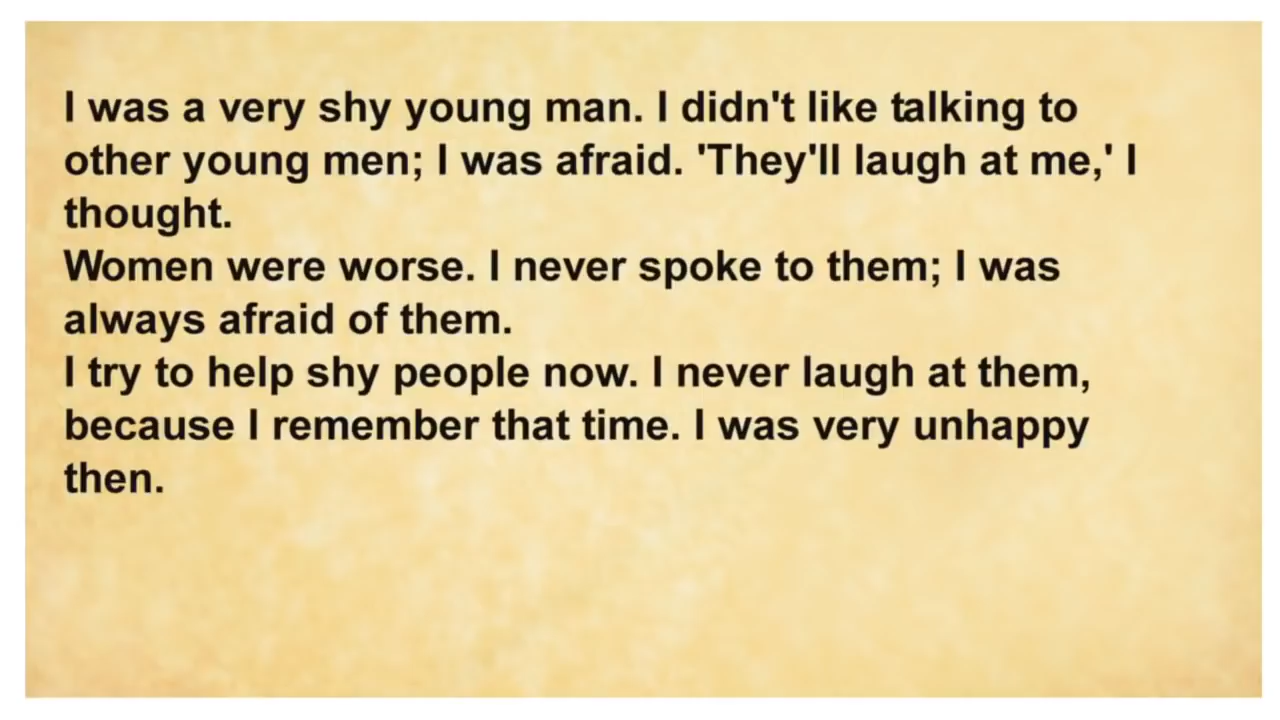 I was a very shy young man. I didn't like talking to
other young men; I was afraid. 'They'll laugh at me,' I
thought.
Women were worse. I never spoke to them; I was
always afraid of them.
I try to help shy people now. I never laugh at them,
because I remember that time. I was very unhappy
then.